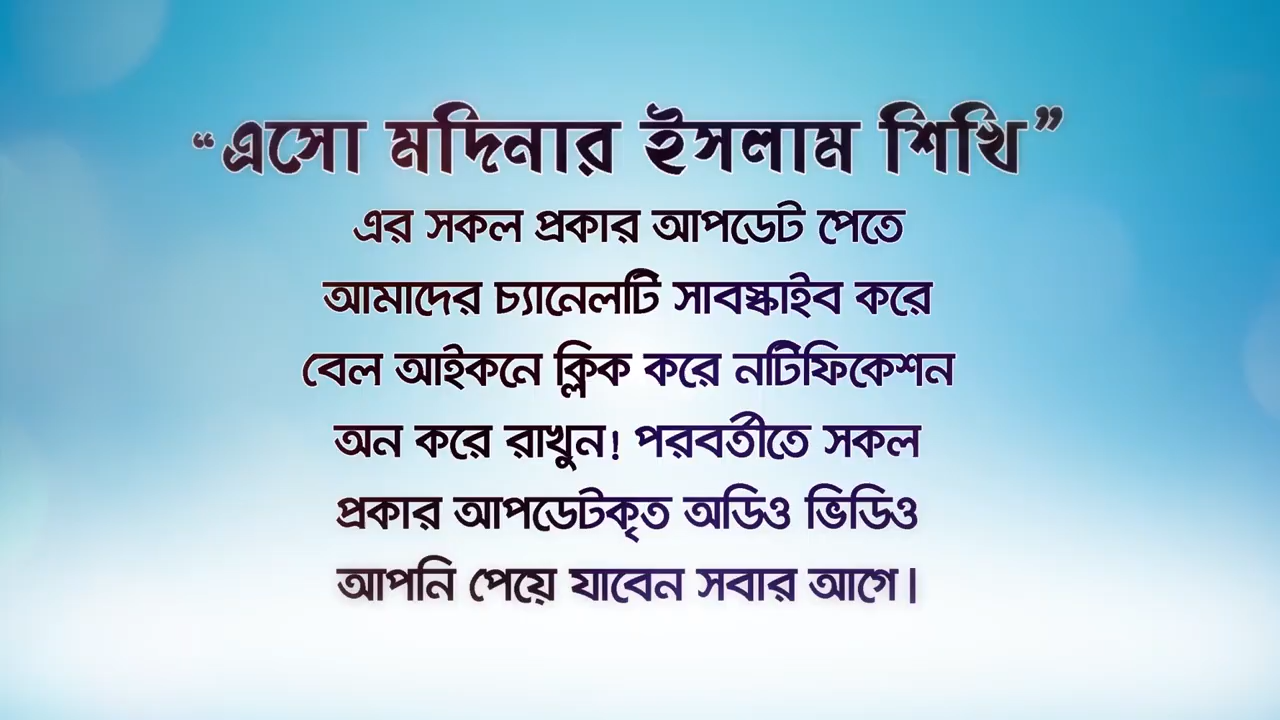 “এসো মদিনার ইসলাম শিখি”
এর সকল প্রকার আপডেট পেতে
আমাদের চ্যানেলটি সাবস্ক্রাইব করে
বেল আইকনে ক্লিক করে নটিফিকেশন
অন করে রাখুন! পরবর্তীতে সকল
প্রকার আপডেটকৃত অডিও ভিডিও
আপনি পেয়ে যাবেন সবার আগে।